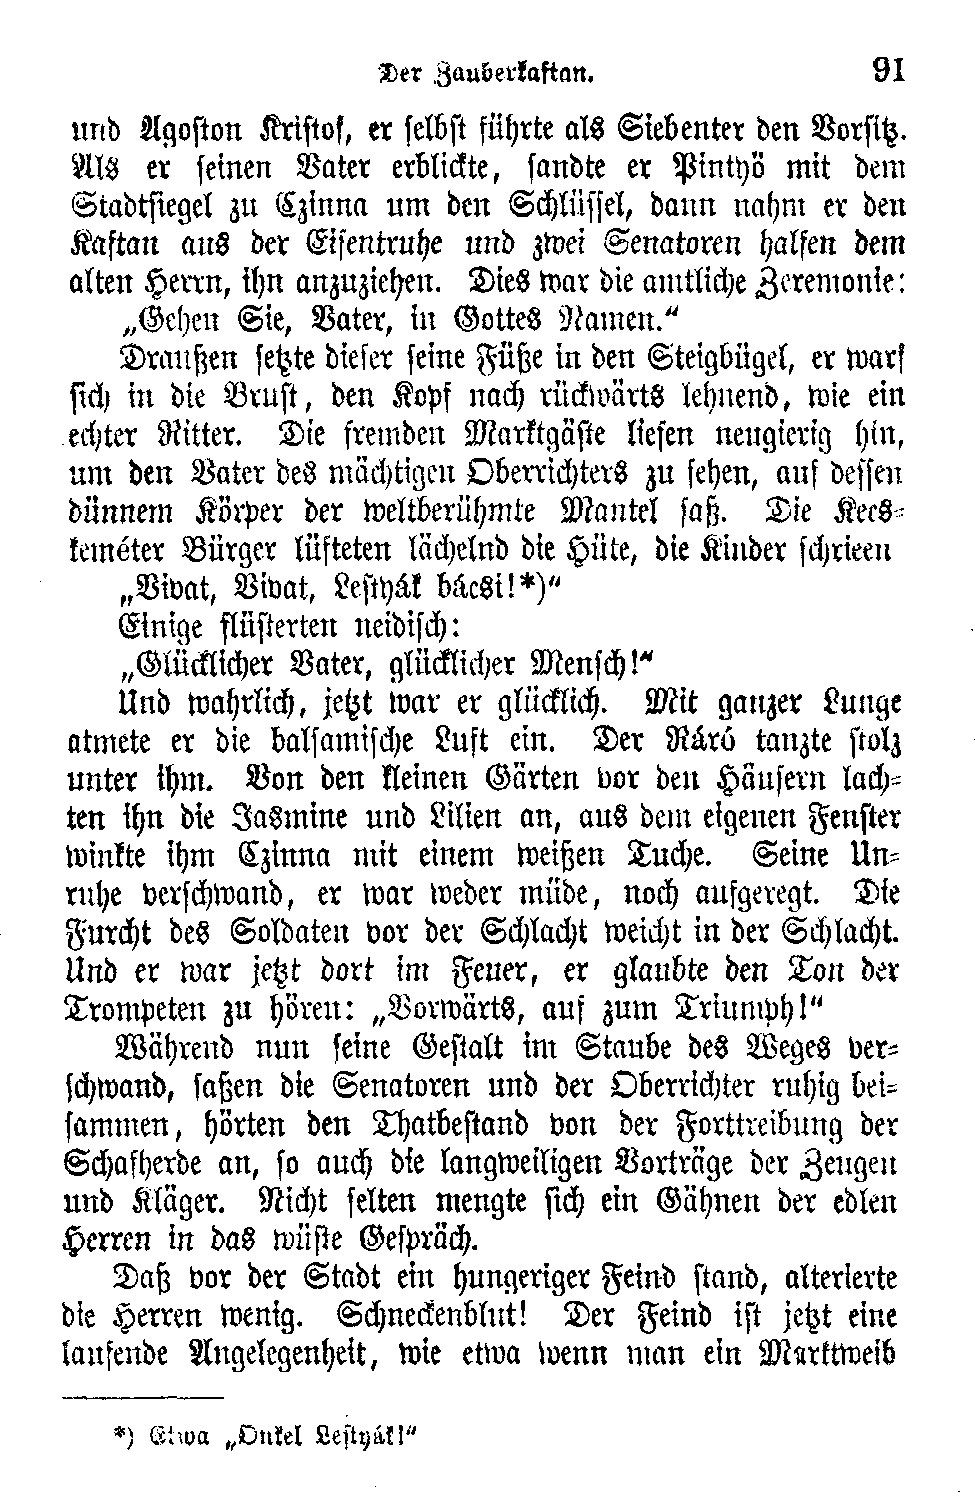 Der Zauberkaftan. 91
und Agoston Kristof, er selbst führte als Siebenter den Vorsitz.
Als er seinen Vater erblickte, sandte er Pintyö mit dem
Stadtsiegel zu Czinna um den Schlüssel, dann nahm er den
Kaftan aus der Eisentruhe und zwei Senatoren halfen dem
alten Herrn, ihn anzuziehen. Dies war die amtliche Zeremonie:
„Gehen Sie, Vater, in Gottes Namen.“
Draußen setzte dieser seine Füße in den Steigbügel, er warf
sich in die Brust, den Kopf nach rückwärts lehnend, wie ein
echter Ritter. Die fremden Marktgäste liefen neugierig hin,
um den Vater des mächtigen Oberrichters zu sehen, auf dessen
dünnem Körper der weltberühmte Mantel saß. Die Kecs-
keméter Bürger lüfteten lächelnd die Hüte, die Kinder schrieen
„Vivat, Vivat, Lestyák bácsi!*)“
Einige flüsterten neidisch:
„Glücklicher Vater, glücklicher Mensch!“
Und wahrlich, jetzt war er glücklich. Mit ganzer Lunge
atmete er die balsamische Luft ein. Der Ráró tanzte stolz
unter ihm. Von den kleinen Gärten vor den Häusern lach-
ten ihn die Jasmine und Lilien an, aus dem eigenen Fenster
winkte ihm Czinna mit einem weißen Tuche. Seine Un-
ruhe verschwand, er war weder müde, noch aufgeregt. Die
Furcht des Soldaten vor der Schlacht weicht in der Schlacht.
Und er war jetzt dort im Feuer, er glaubte den Ton der
Trompeten zu hören: „Vorwärts, auf zum Triumph!“
Während nun seine Gestalt im Staube des Weges ver-
schwand, saßen die Senatoren und der Oberrichter ruhig bei-
sammen, hörten den Thatbestand von der Forttreibung der
Schafherde an, so auch die langweiligen Vorträge der Zeugen
und Kläger. Nicht selten mengte sich ein Gähnen der edlen
Herren in das wüste Gespräch.
Daß vor der Stadt ein hungeriger Feind stand, alterierte
die Herren wenig. Schneckenblut! Der Feind ist jetzt eine
laufende Angelegenheit, wie etwa wenn man ein Marktweib
*) Etwa „Onkel Lestyák!“